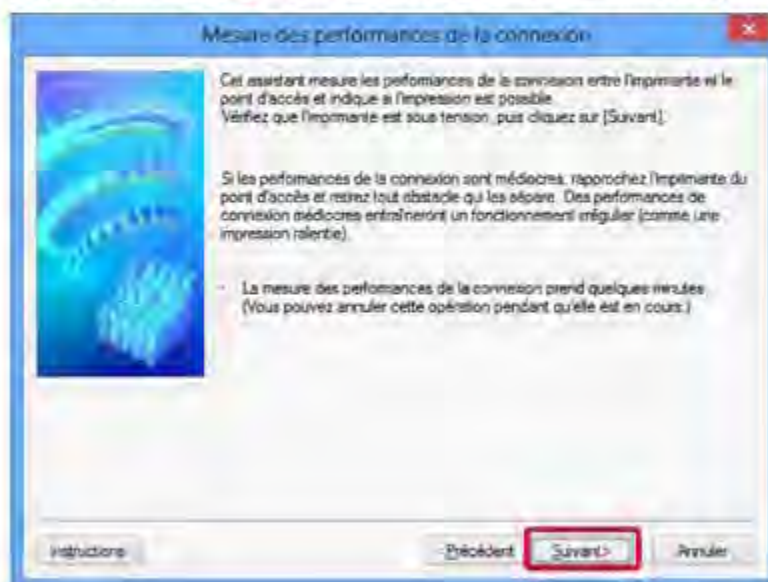 Mesure des performances de la connexion
Cet assistant mesure les performances de la connexion entre l'imprimante et le
point d'accès et indique si l'impression est possible.
Vérifiez que l'imprimante est sous tension, puis cliquez sur [Suivant].
Si les performances de la connexion sont médiocres, rapprochez l'imprimante du
point d'accès et retirez tout obstacle qui les sépare. Des performances de
connexion médiocres entraîneront un fonctionnement irrégulier (comme une
impression ralentie).
- La mesure des performances de la connexion prend quelques minutes.
(Vous pouvez annuler cette opération pendant qu'elle est en cours.)
Instructions
Précédent
Suivant>
Annuler